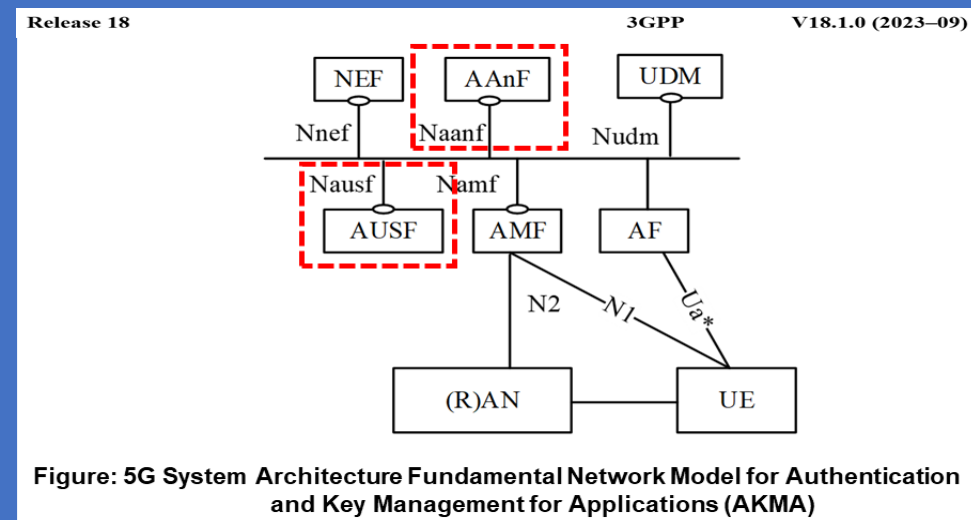 Release 18 3GPP V18.1.0 (2023–09)
NEF AAnF UDM
Nnef Naanf Nudm
Nausf Namf
AUSF AMF AF
N2 N1 Ua*
(R)AN UE
Figure: 5G System Architecture Fundamental Network Model for Authentication
and Key Management for Applications (AKMA)